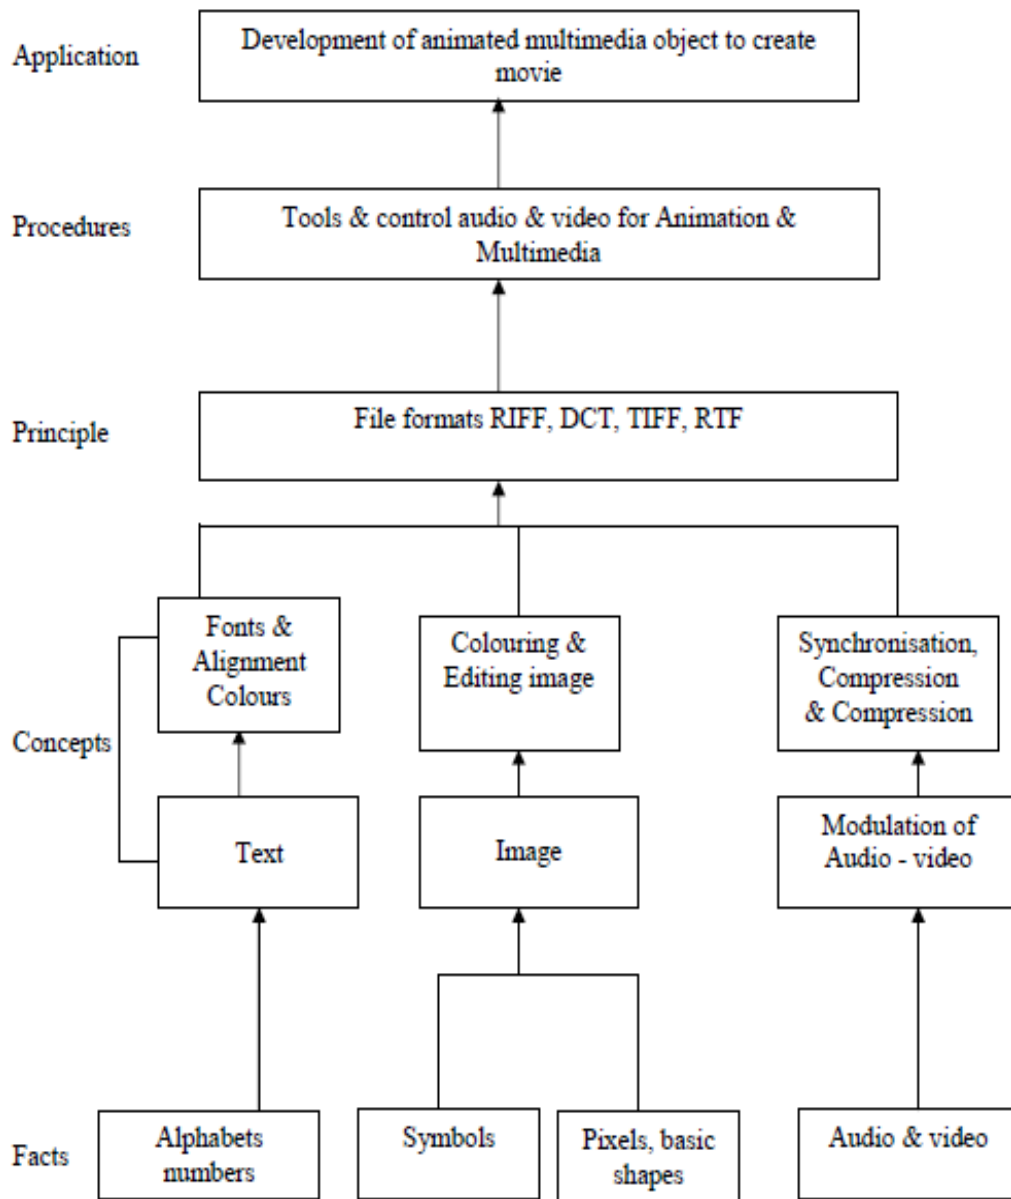 Application
Development of animated multimedia object to create
movie
Procedures
Tools & control audio & video for Animation &
Multimedia
Principle
File formats RIFF, DCT, TIFF, RTF
Concepts
Fonts &
Alignment
Colours
Colouring &
Editing image
Synchronisation,
Compression
& Compression
Text
Image
Modulation of
Audio - video
Facts
Alphabets
numbers
Symbols
Pixels, basic
shapes
Audio & video